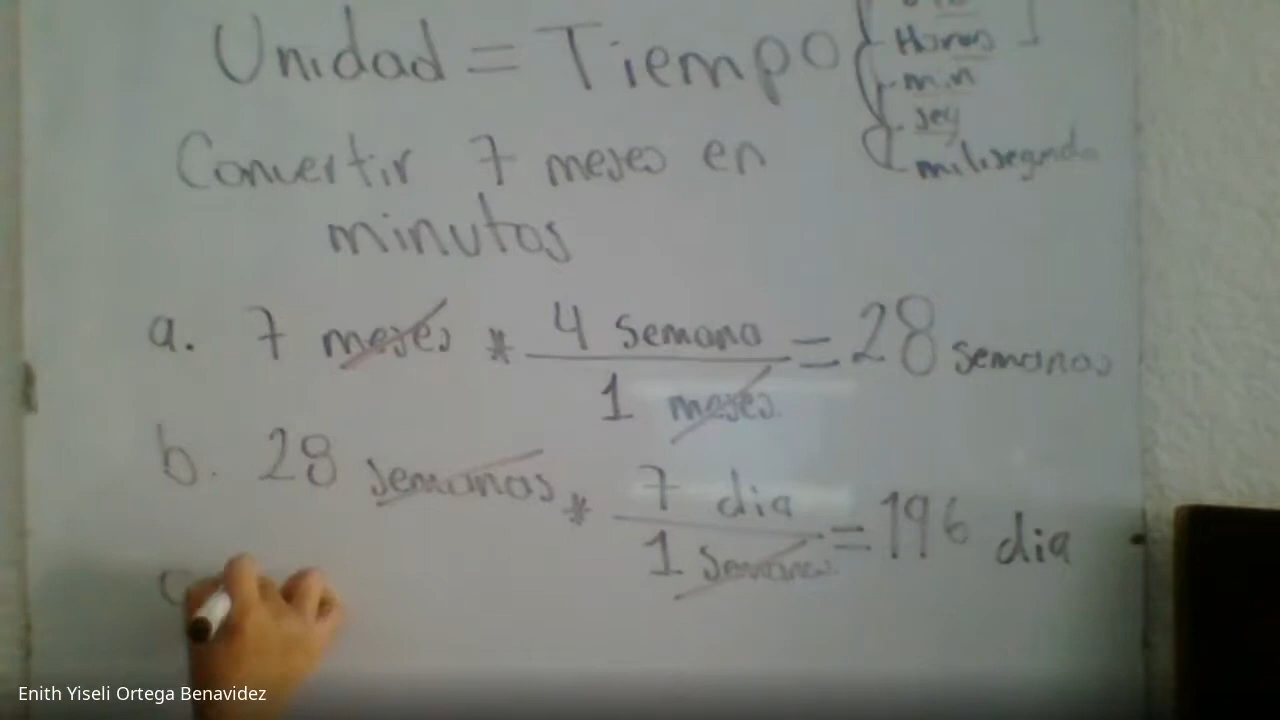 Unidad = Tiempo
Horas
min
seg
milisegundo
Convertir 7 meses en
minutos
a. 7 meses * 4 Semana / 1 meses = 28 semanas
b. 28 semanas * 7 dia / 1 Semanas = 196 dia
c
Enith Yiseli Ortega Benavidez